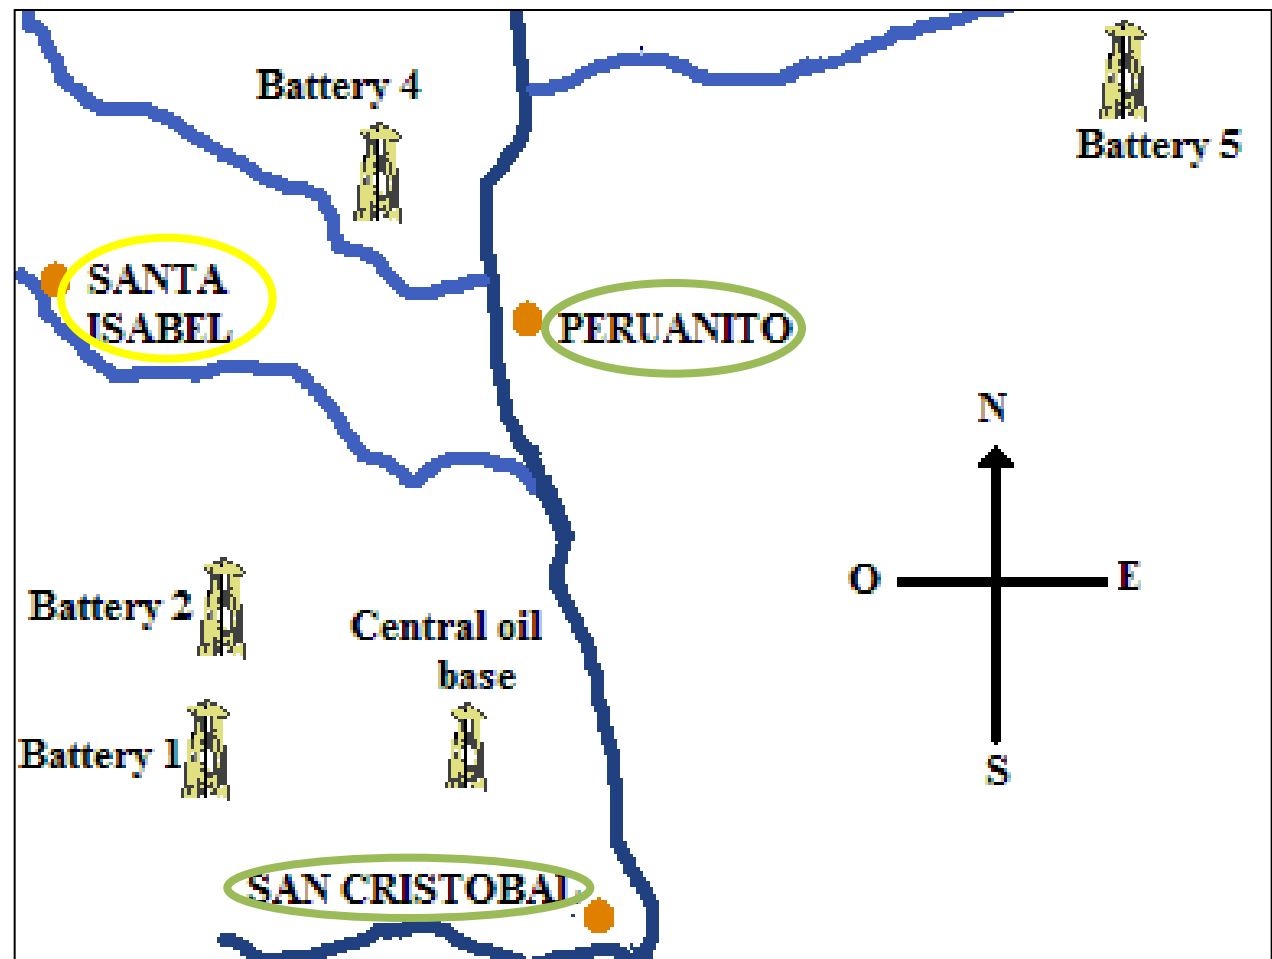 Battery 4
Battery 5
SANTA
ISABEL
PERUANITO
N
O
E
S
Battery 2
Central oil
base
Battery 1
SAN CRISTOBAL